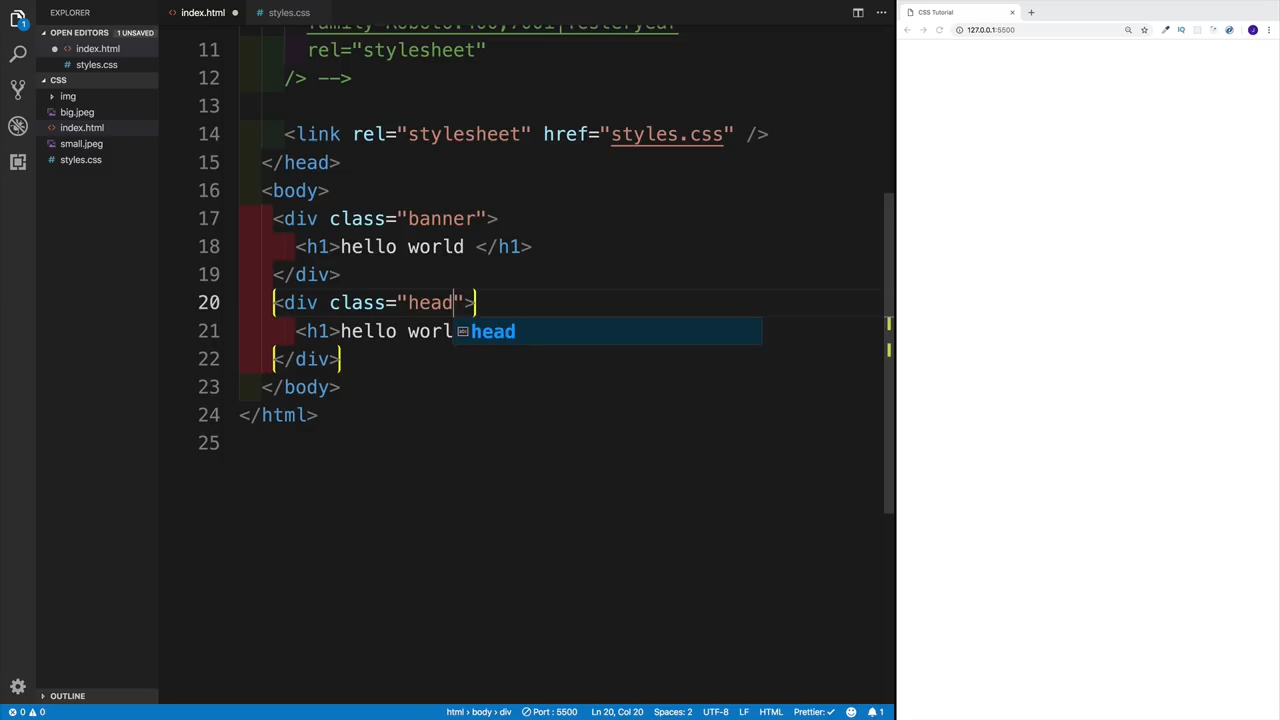 EXPLORER
OPEN EDITORS 1 UNSAVED
index.html
styles.css
CSS
img
big.jpeg
index.html
small.jpeg
styles.css
OUTLINE
index.html
styles.css
11 rel="stylesheet"
12 /> -->
13
14 <link rel="stylesheet" href="styles.css" />
15 </head>
16 <body>
17 <div class="banner">
18 <h1>hello world </h1>
19 </div>
20 <div class="head">
21 <h1>hello worl
head
22 </div>
23 </body>
24 </html>
25
0 0
html › body › div
Port : 5500
Ln 20, Col 20
Spaces: 2
UTF-8
LF
HTML
Prettier: ✓
1
CSS Tutorial
127.0.0.1:5500